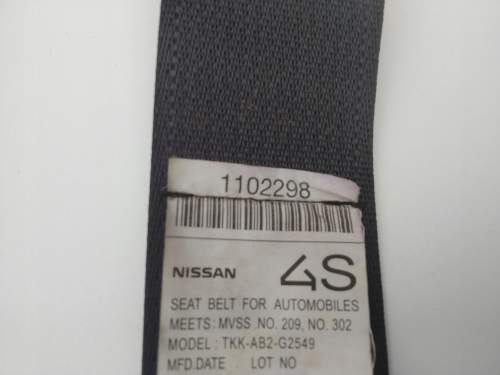 1102298
NISSAN 4S
SEAT BELT FOR AUTOMOBILES
MEETS: MVSS .NO. 209, NO. 302
MODEL : TKK-AB2-G2549
MFD.DATE LOT NO